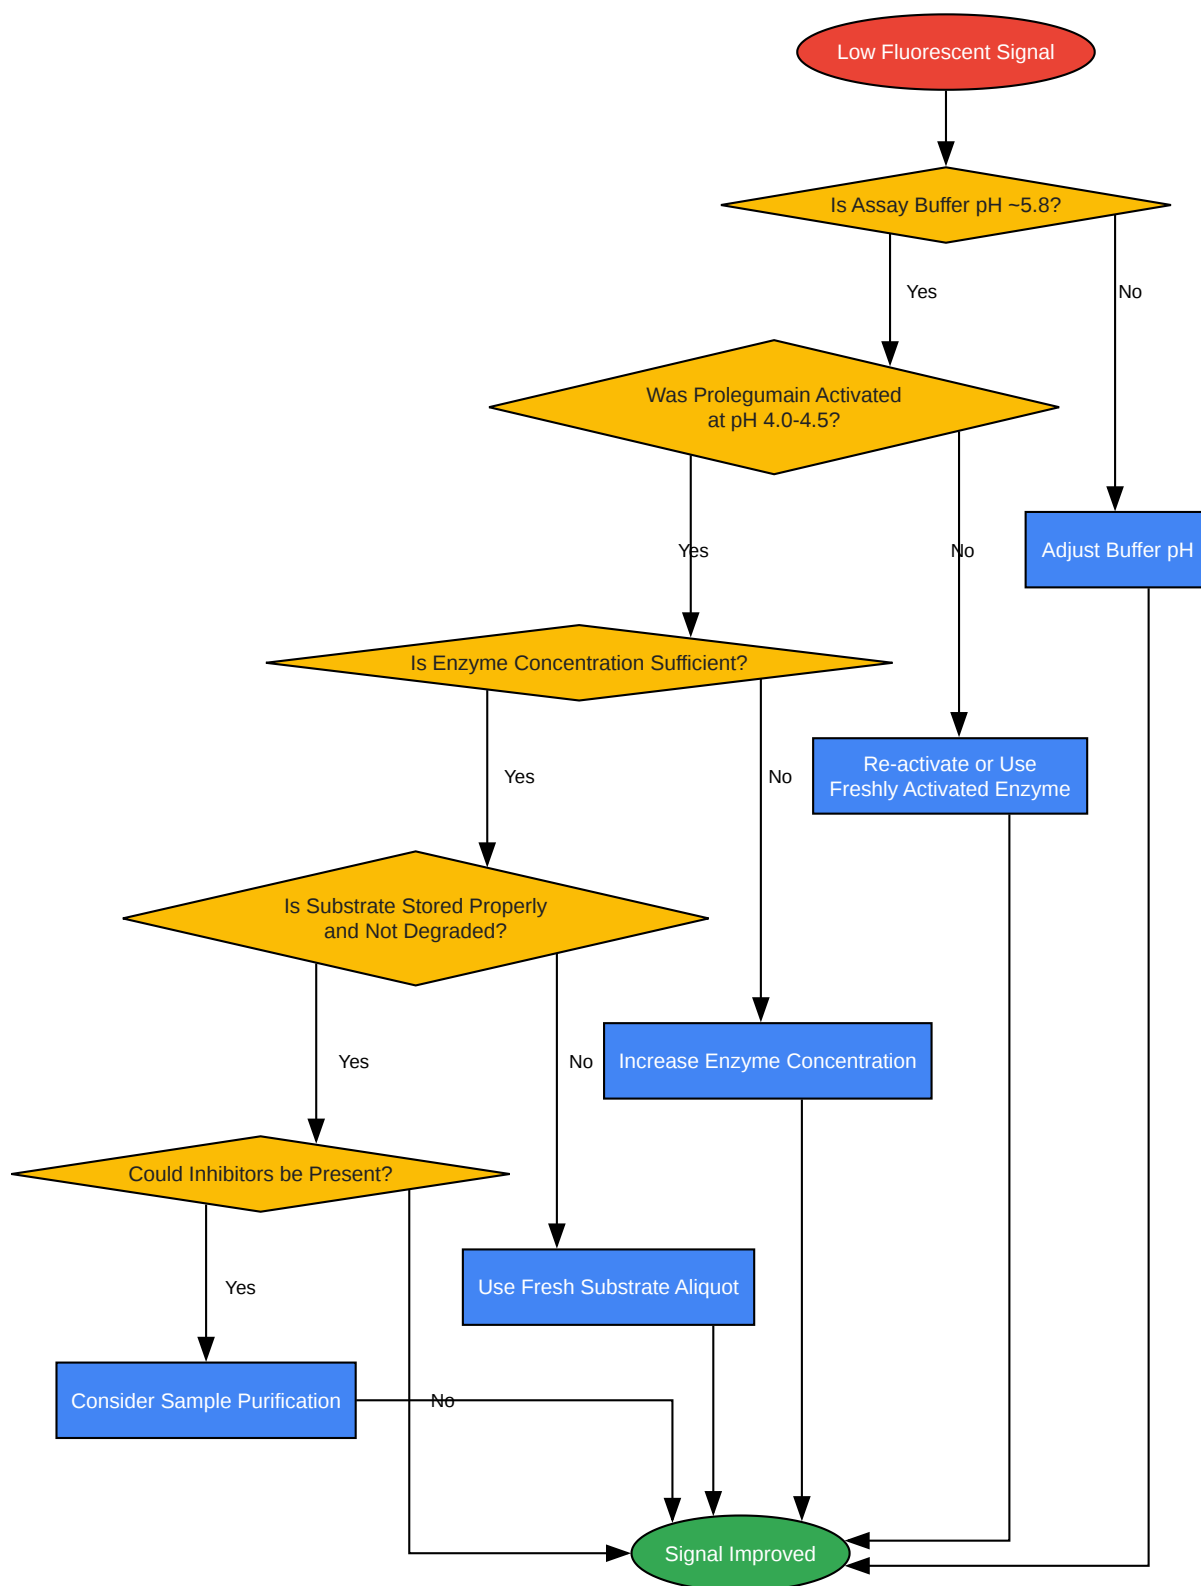 Low Fluorescent Signal
Is Assay Buffer pH ~5.8?
Yes
No
Was Prolegumain Activated
at pH 4.0-4.5?
Yes
No
Adjust Buffer pH
Is Enzyme Concentration Sufficient?
Yes
No
Re-activate or Use
Freshly Activated Enzyme
Is Substrate Stored Properly
and Not Degraded?
Yes
No
Increase Enzyme Concentration
Could Inhibitors be Present?
Yes
Use Fresh Substrate Aliquot
Consider Sample Purification
No
Signal Improved